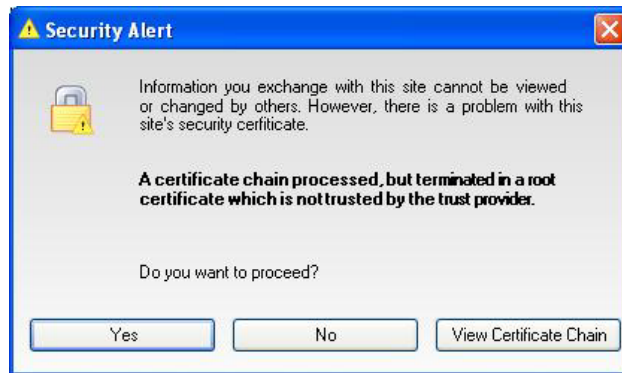 Security Alert
Information you exchange with this site cannot be viewed
or changed by others. However, there is a problem with this
site's security cerfiticate.
A certificate chain processed, but terminated in a root
certificate which is not trusted by the trust provider.
Do you want to proceed?
Yes No View Certificate Chain